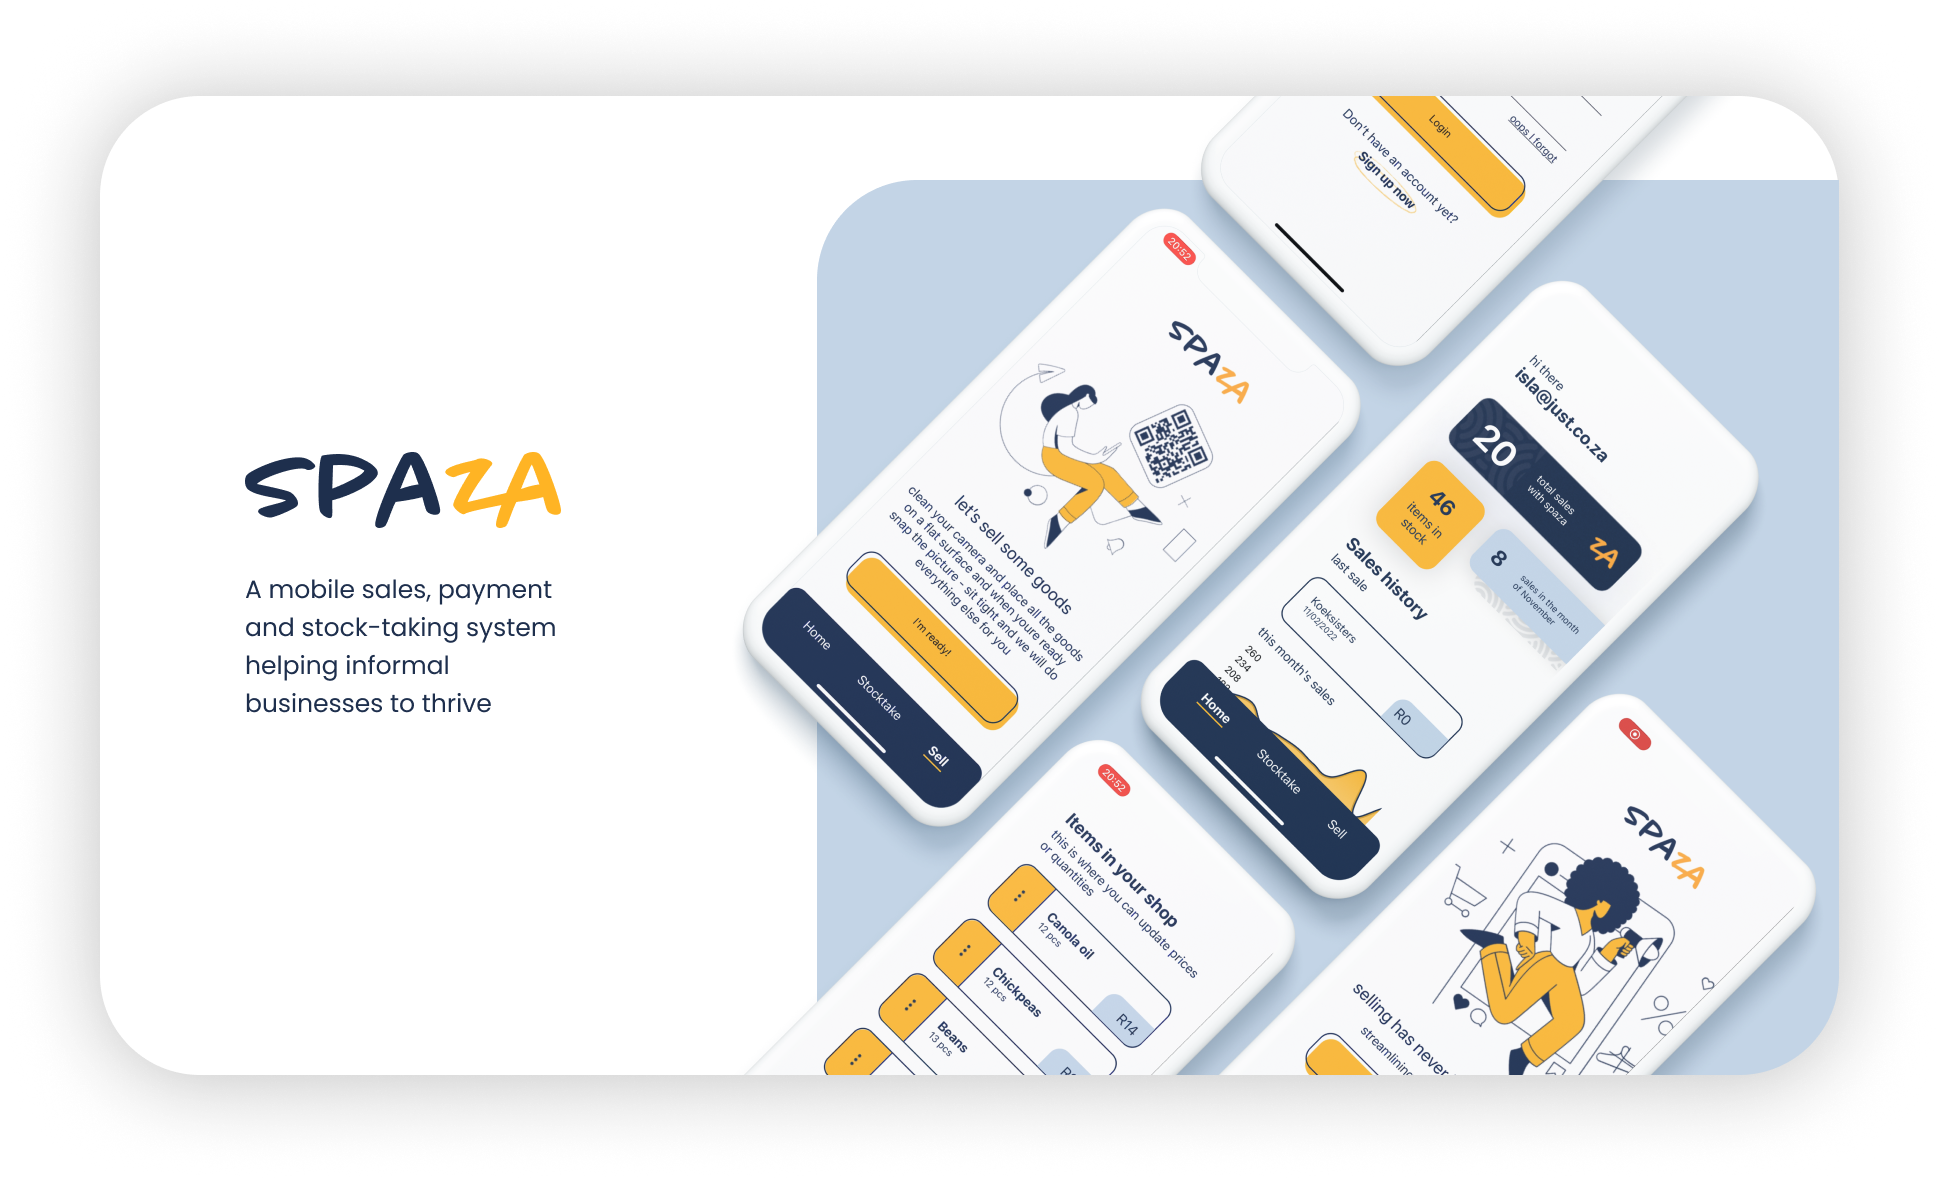 SPAZA
A mobile sales, payment
and stock-taking system
helping informal
businesses to thrive
oops I forgot
Login
Don't have an account yet?
Sign up now
20:52
SPAZA
let's sell some goods
clean your camera and place all the goods
on a flat surface and when youre ready
snap the picture - sit tight and we will do
everything else for you
I'm ready!
Home
Stocktake
Sell
hi there
isla@just.co.za
20
total sales
with spaza
ZA
46
items in
stock
8
sales in the month
of November
Sales history
last sale
Koeksisters
11/02/2022
R0
this month's sales
260
234
208
Home
Stocktake
Sell
20:52
Items in your shop
this is where you can update prices
or quantities
Canola oil
12 pcs
R14
Chickpeas
12 pcs
Beans
13 pcs
SPAZA
selling has never
streamlining